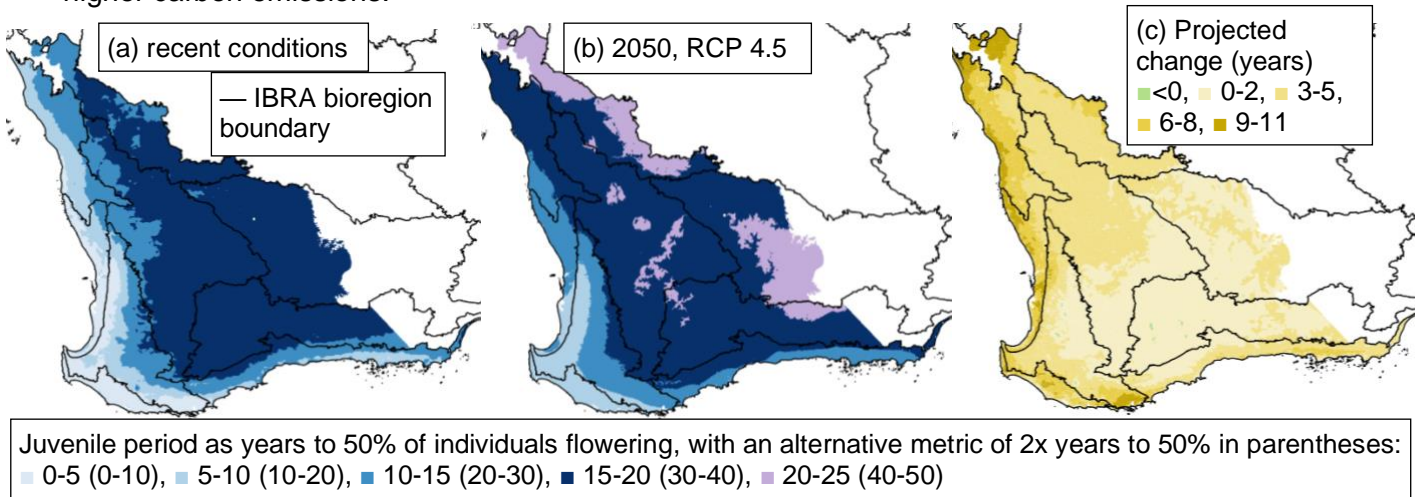 higher carbon emissions.
(a) recent conditions
— IBRA bioregion
boundary
(b) 2050, RCP 4.5
(c) Projected
change (years)
■<0, ■ 0-2, ■ 3-5,
■ 6-8, ■ 9-11
Juvenile period as years to 50% of individuals flowering, with an alternative metric of 2x years to 50% in parentheses:
■ 0-5 (0-10), ■ 5-10 (10-20), ■ 10-15 (20-30), ■ 15-20 (30-40), ■ 20-25 (40-50)